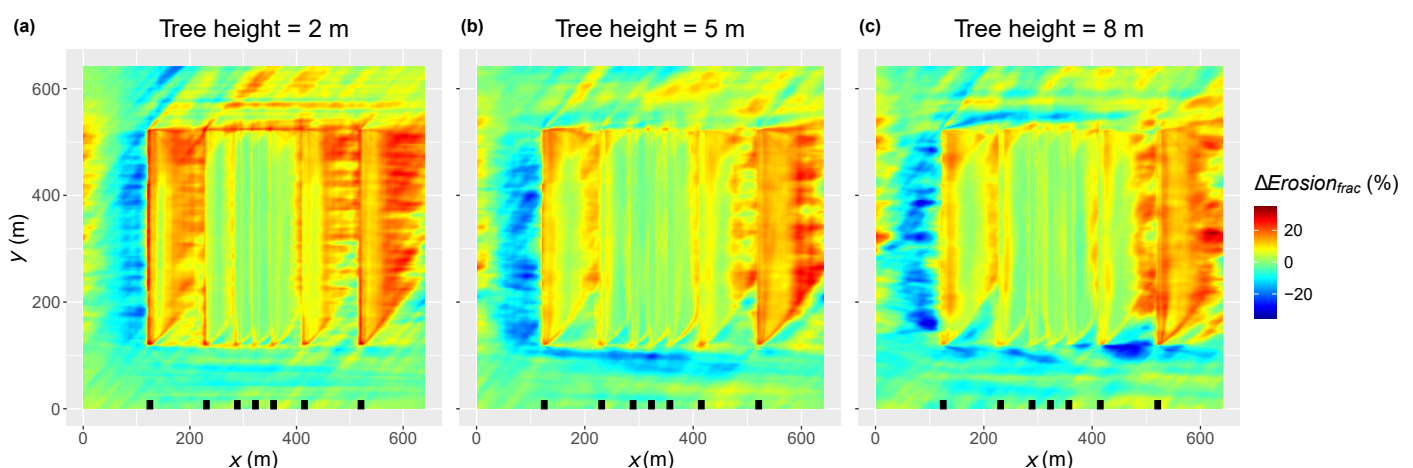 (a) Tree height = 2 m (b) Tree height = 5 m (c) Tree height = 8 m
600
400
200
0
y (m)
ΔErosion_frac (%)
20
0
−20
0 200 400 600 0 200 400 600 0 200 400 600
x (m) x (m) x (m)